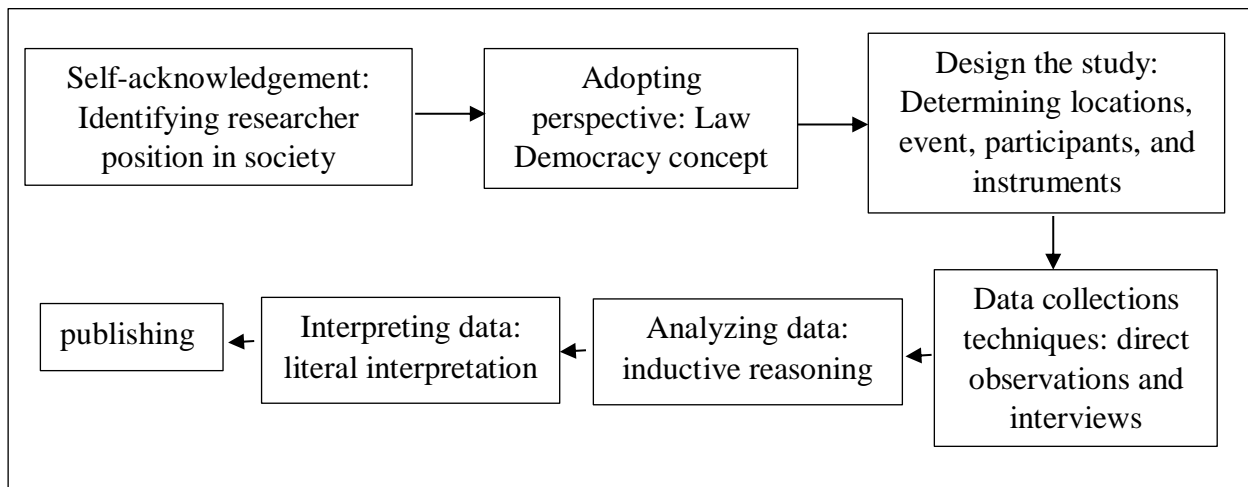 Self-acknowledgement:
Identifying researcher
position in society
Adopting
perspective: Law
Democracy concept
Design the study:
Determining locations,
event, participants, and
instruments
Data collections
techniques: direct
observations and
interviews
Analyzing data:
inductive reasoning
Interpreting data:
literal interpretation
publishing